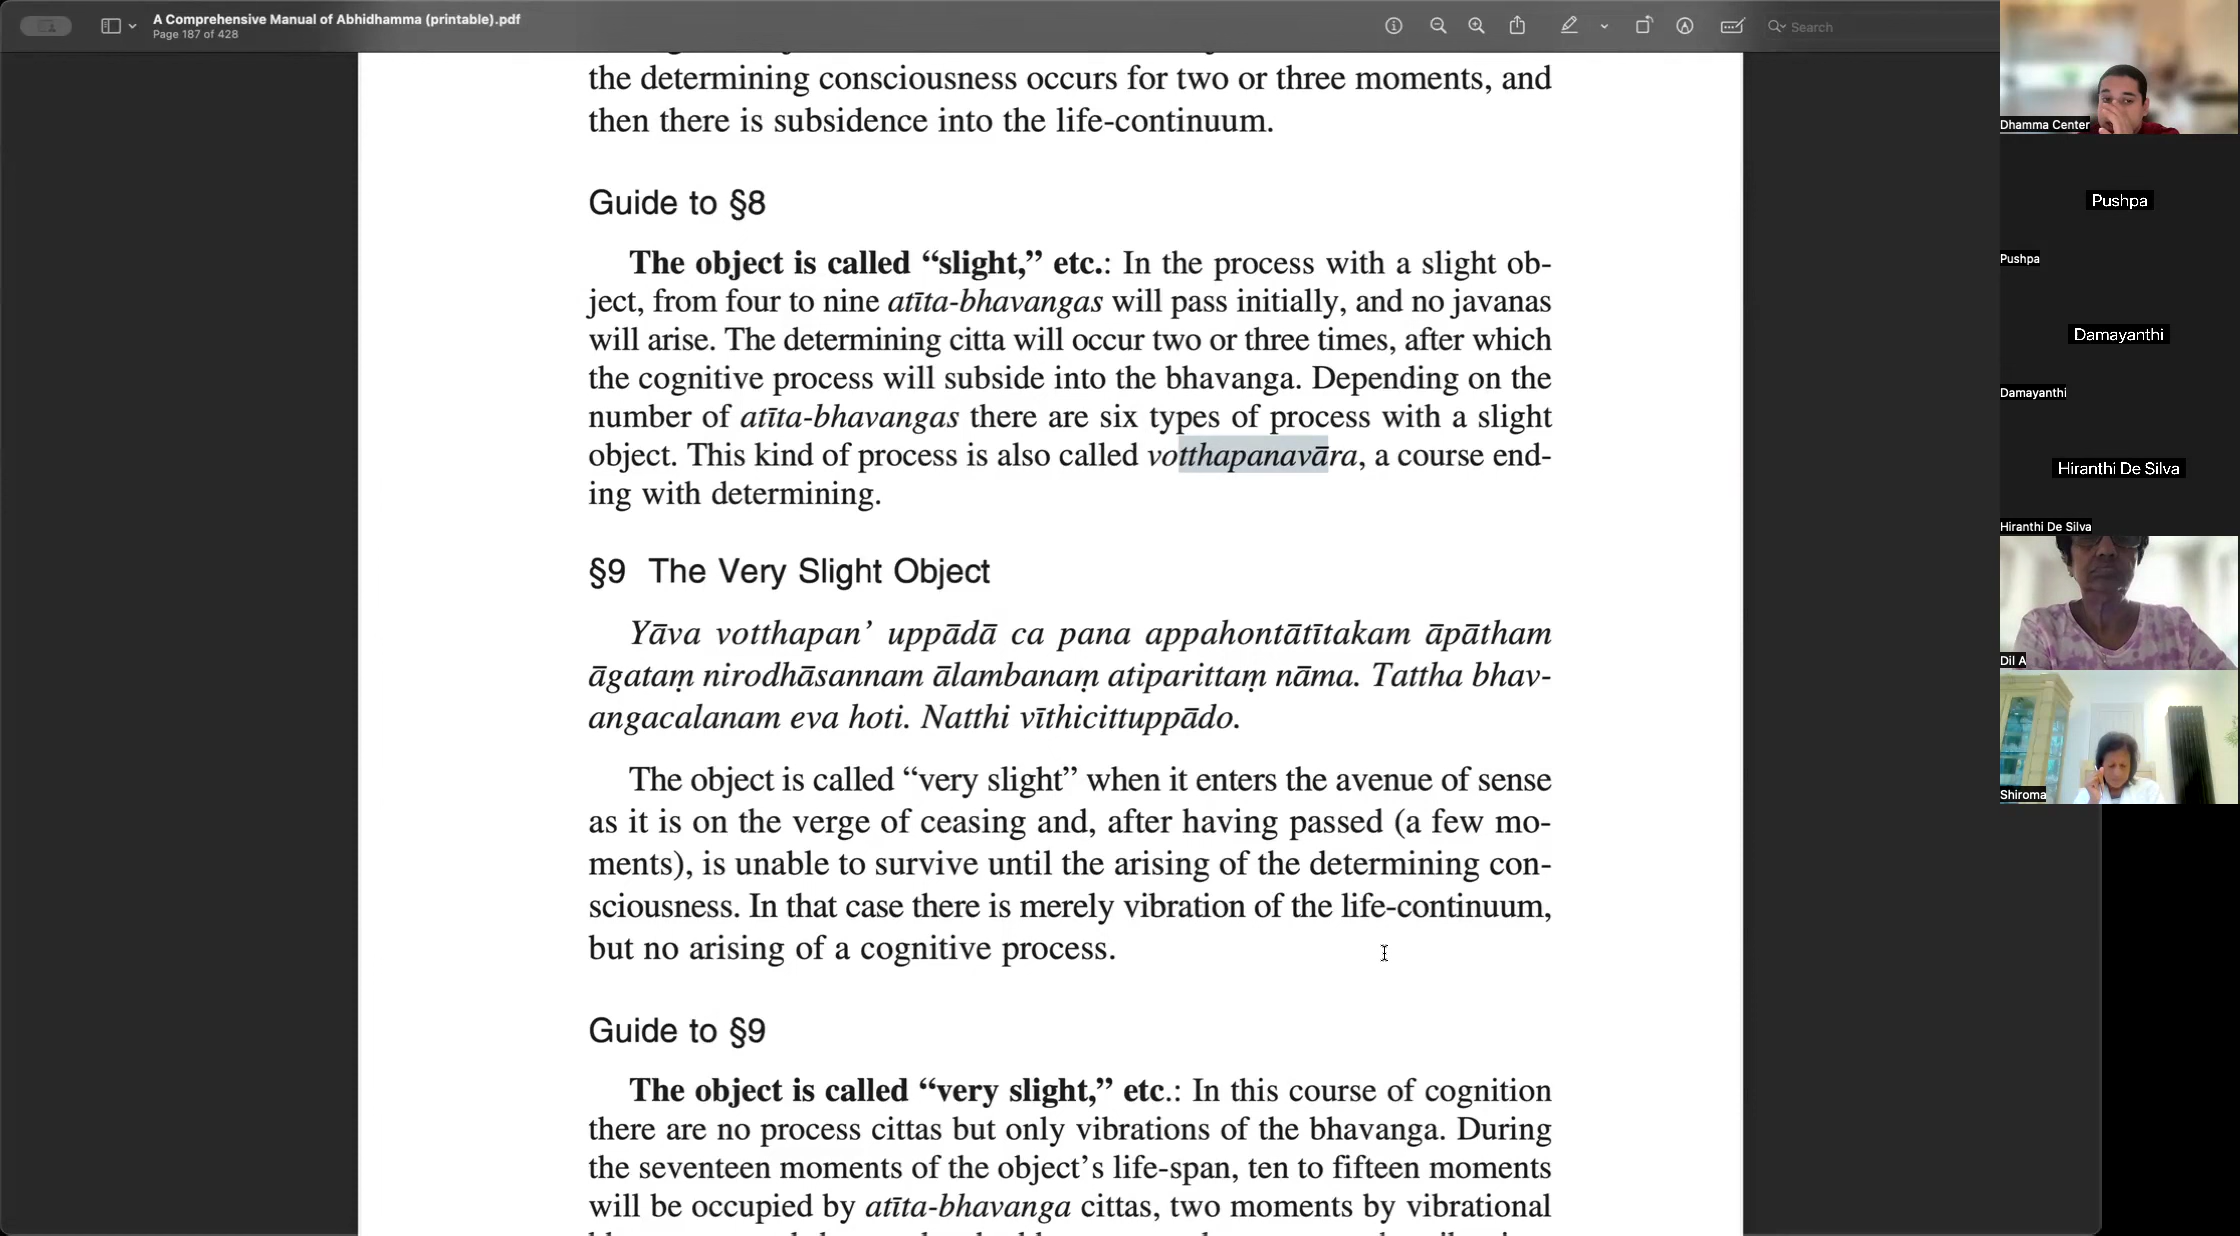 A Comprehensive Manual of Abhidhamma (printable).pdf
Page 187 of 428
Search
the determining consciousness occurs for two or three moments, and
then there is subsidence into the life-continuum.
Guide to §8
The object is called “slight,” etc.: In the process with a slight ob-
ject, from four to nine atīta-bhavangas will pass initially, and no javanas
will arise. The determining citta will occur two or three times, after which
the cognitive process will subside into the bhavanga. Depending on the
number of atīta-bhavangas there are six types of process with a slight
object. This kind of process is also called votthapanavāra, a course end-
ing with determining.
§9 The Very Slight Object
Yāva votthapan’ uppādā ca pana appahontātītakam āpātham
āgataṃ nirodhāsannam ālambanaṃ atiparittaṃ nāma. Tattha bhav-
angacalanam eva hoti. Natthi vīthicittuppādo.
The object is called “very slight” when it enters the avenue of sense
as it is on the verge of ceasing and, after having passed (a few mo-
ments), is unable to survive until the arising of the determining con-
sciousness. In that case there is merely vibration of the life-continuum,
but no arising of a cognitive process.
Guide to §9
The object is called “very slight,” etc.: In this course of cognition
there are no process cittas but only vibrations of the bhavanga. During
the seventeen moments of the object’s life-span, ten to fifteen moments
will be occupied by atīta-bhavanga cittas, two moments by vibrational
Dhamma Center
Pushpa
Pushpa
Damayanthi
Damayanthi
Hiranthi De Silva
Hiranthi De Silva
Dil A
Shiroma